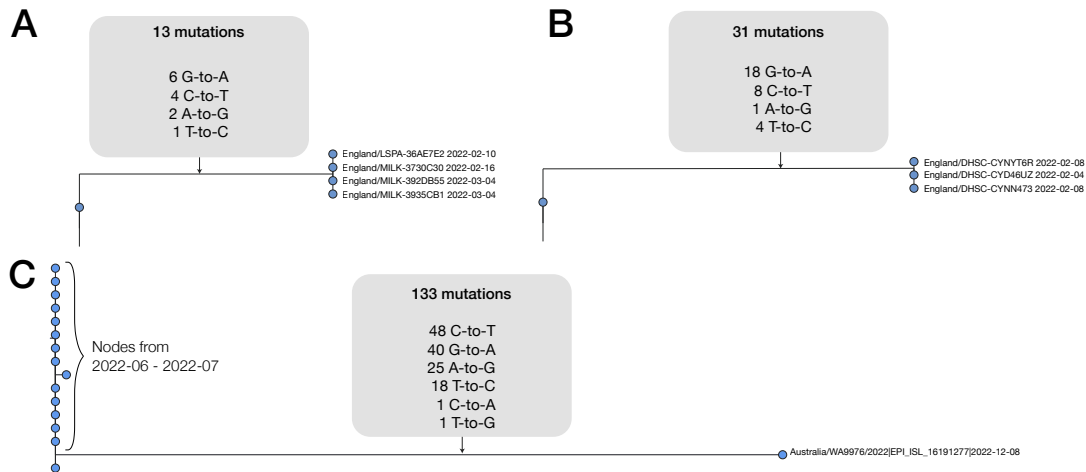 A
13 mutations
6 G-to-A
4 C-to-T
2 A-to-G
1 T-to-C
England/LSPA-36AE7E2 2022-02-10
England/MILK-3730C30 2022-02-16
England/MILK-392DB55 2022-03-04
England/MILK-3935CB1 2022-03-04
B
31 mutations
18 G-to-A
8 C-to-T
1 A-to-G
4 T-to-C
England/DHSC-CYNYT6R 2022-02-08
England/DHSC-CYD46UZ 2022-02-04
England/DHSC-CYNN473 2022-02-08
C
Nodes from
2022-06 - 2022-07
133 mutations
48 C-to-T
40 G-to-A
25 A-to-G
18 T-to-C
1 C-to-A
1 T-to-G
Australia/WA9976/2022|EPI_ISL_16191277|2022-12-08